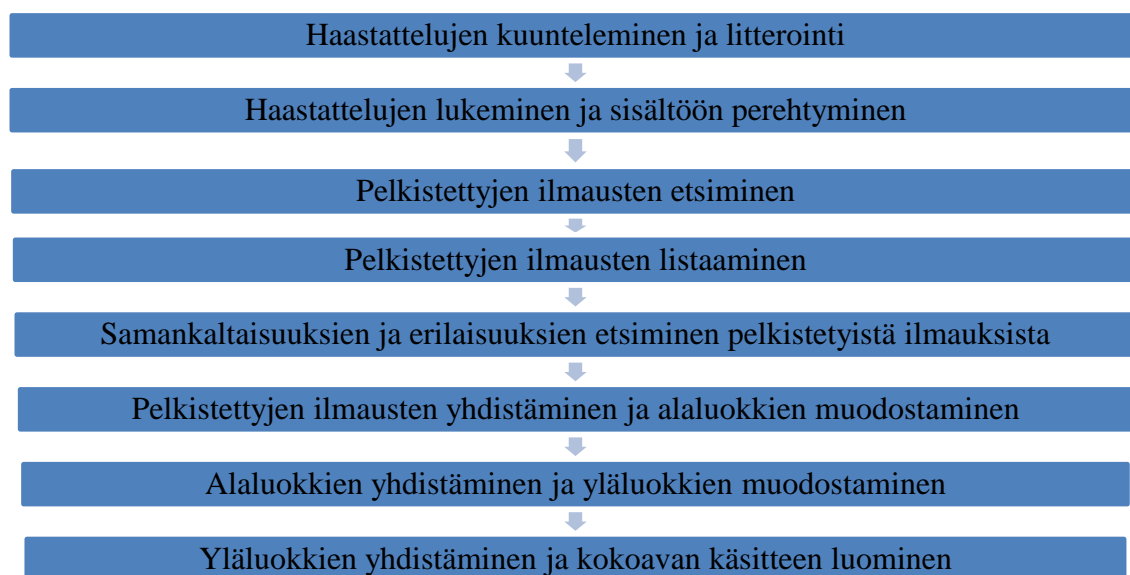 Haastattelujen kuunteleminen ja litterointi
Haastattelujen lukeminen ja sisältöön perehtyminen
Pelkistettyjen ilmausten etsiminen
Pelkistettyjen ilmausten listaaminen
Samankaltaisuuksien ja erilaisuuksien etsiminen pelkistetyistä ilmauksista
Pelkistettyjen ilmausten yhdistäminen ja alaluokkien muodostaminen
Alaluokkien yhdistäminen ja yläluokkien muodostaminen
Yläluokkien yhdistäminen ja kokoavan käsitteen luominen